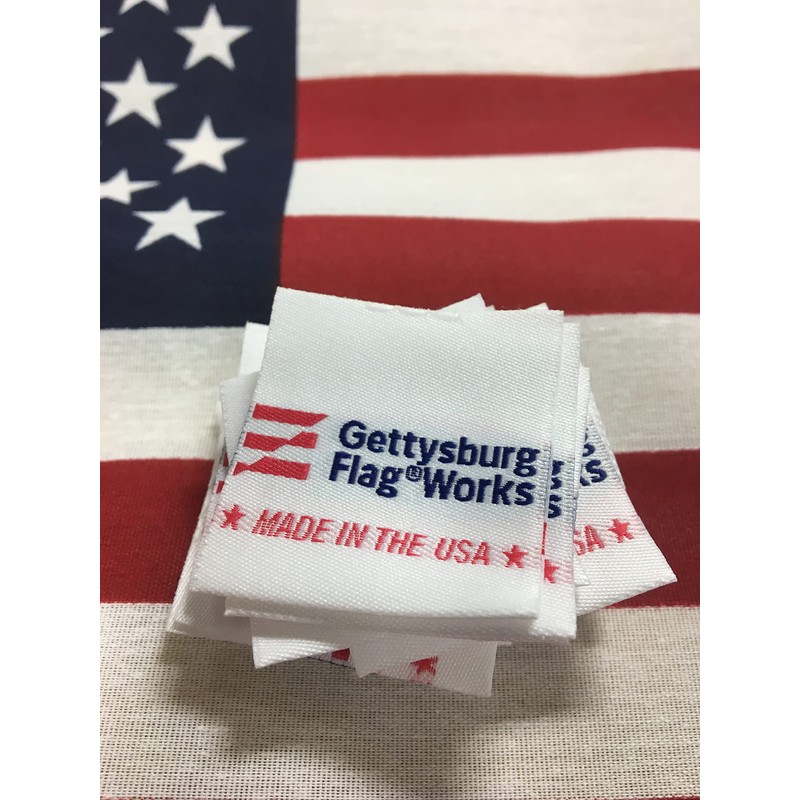 Gettysburg
Flag®Works
★ MADE IN THE USA ★